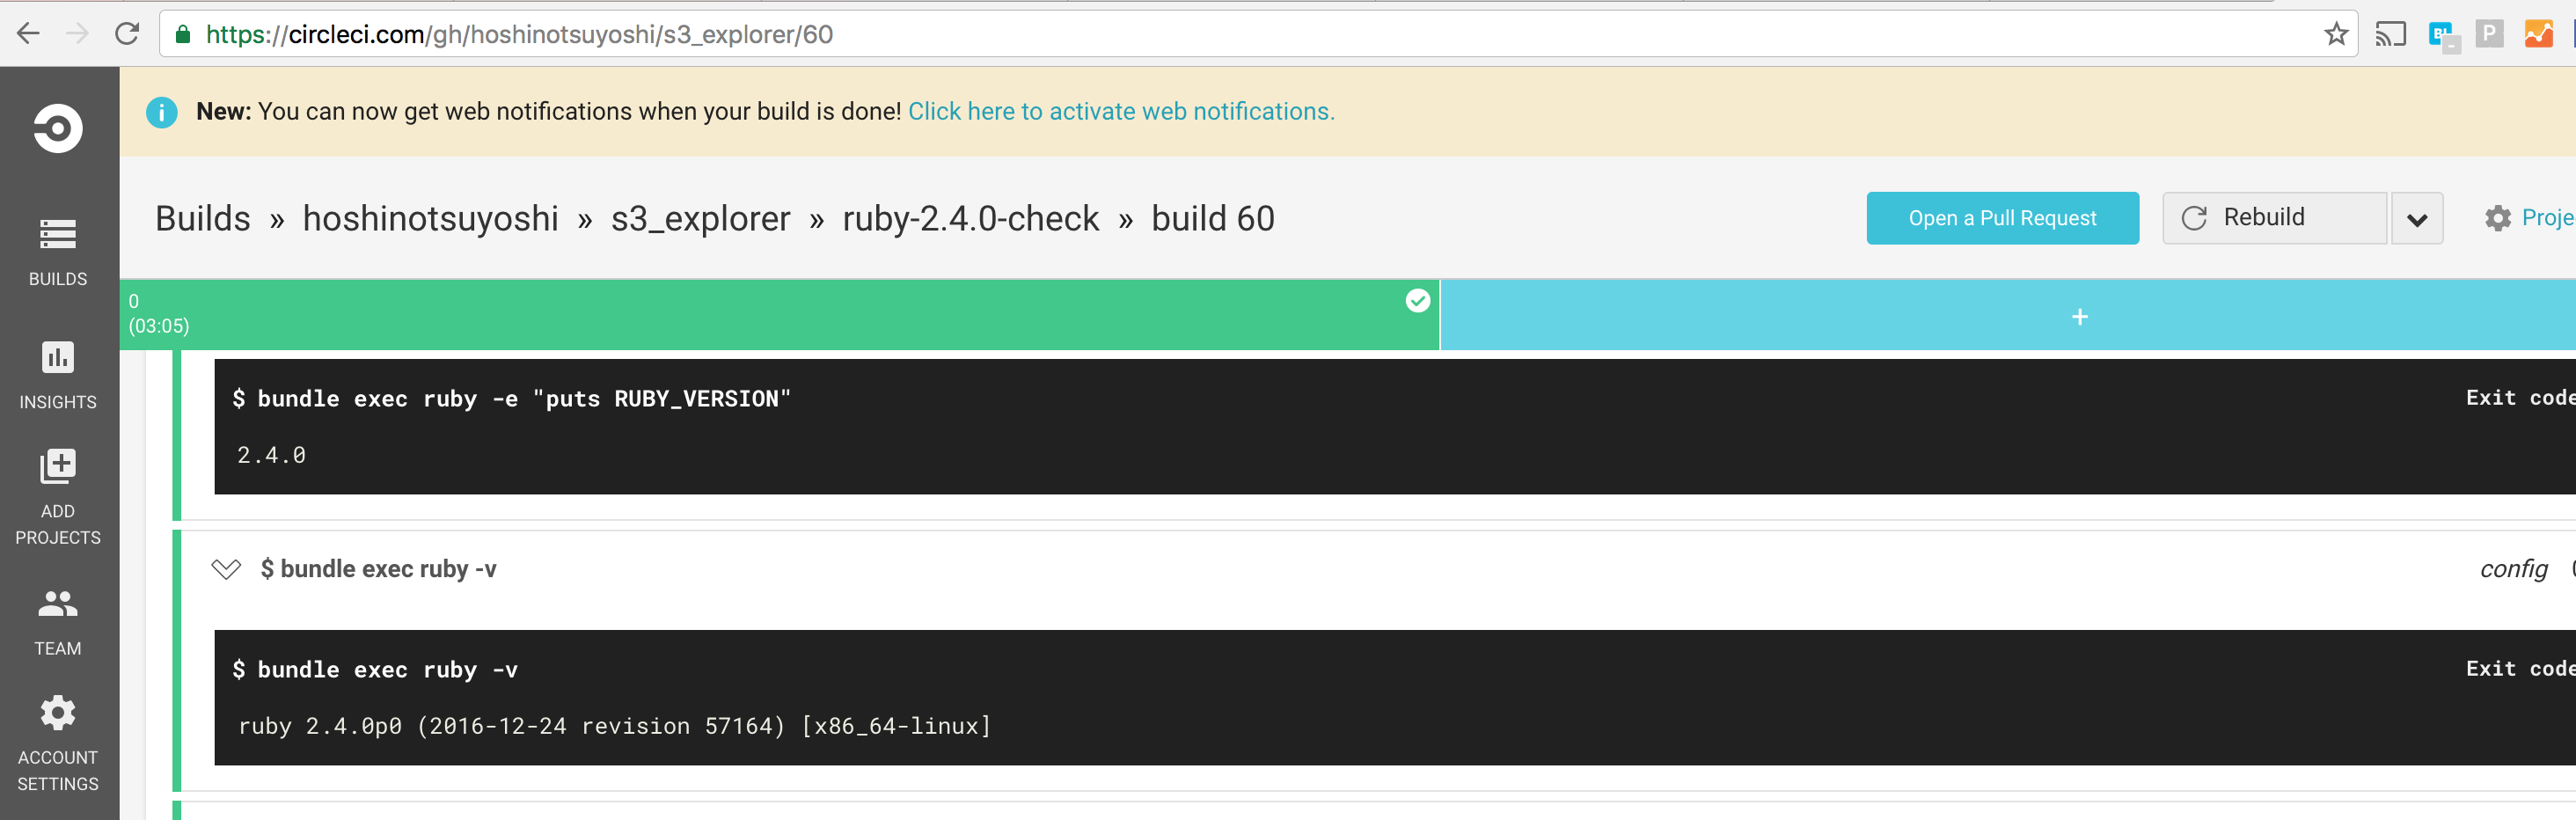 https://circleci.com/gh/hoshinotsuyoshi/s3_explorer/60
New: You can now get web notifications when your build is done! Click here to activate web notifications.
Builds » hoshinotsuyoshi » s3_explorer » ruby-2.4.0-check » build 60
Open a Pull Request
Rebuild
Proje
BUILDS
INSIGHTS
ADD
PROJECTS
TEAM
ACCOUNT
SETTINGS
0
(03:05)
+
$ bundle exec ruby -e "puts RUBY_VERSION"
Exit code
2.4.0
$ bundle exec ruby -v
config
$ bundle exec ruby -v
Exit code
ruby 2.4.0p0 (2016-12-24 revision 57164) [x86_64-linux]